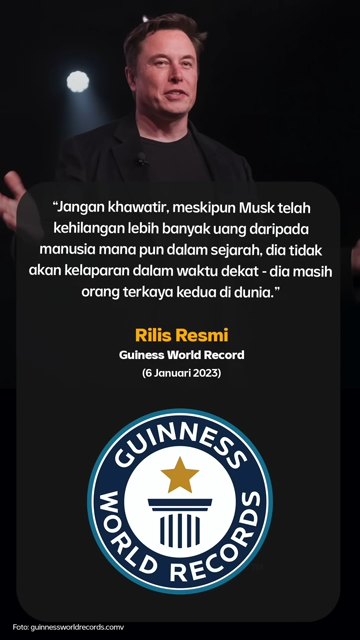 “Jangan khawatir, meskipun Musk telah
kehilangan lebih banyak uang daripada
manusia mana pun dalam sejarah, dia tidak
akan kelaparan dalam waktu dekat - dia masih
orang terkaya kedua di dunia.”
Rilis Resmi
Guiness World Record
(6 Januari 2023)
GUINNESS
WORLD RECORDS
Foto: guinnessworldrecords.comv